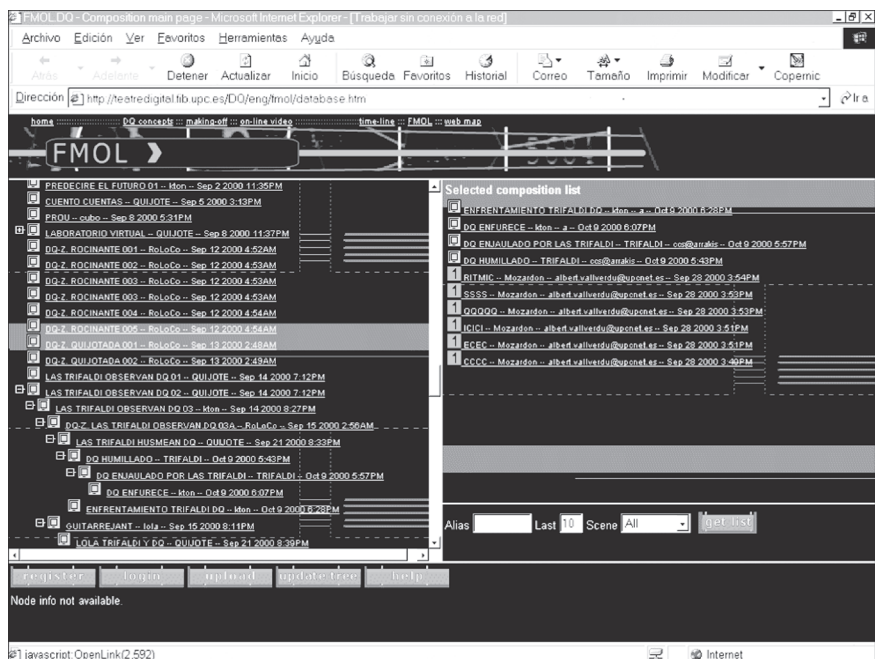 FMOL.DQ - Composition main page - Microsoft Internet Explorer - [Trabajar sin conexión a la red]
Archivo Edición Ver Favoritos Herramientas Ayuda
Atrás Adelante Detener Actualizar Inicio Búsqueda Favoritos Historial Correo Tamaño Imprimir Modificar Copernic
Dirección http://teatredigital.fib.upc.es/DQ/eng/fmol/database.htm Ir a
home :::::::::::::::::::: DQ concepts ::: making-off ::: on-line video :::::::::::::::::::: time-line ::: FMOL ::: web map
FMOL
PREDECIRE EL FUTURO 01 -- kton -- Sep 2 2000 11:35PM
CUENTO CUENTAS -- QUIJOTE -- Sep 5 2000 3:13PM
PROU -- cubo -- Sep 8 2000 5:31PM
LABORATORIO VIRTUAL -- QUIJOTE -- Sep 8 2000 11:37PM
DQ-Z. ROCINANTE 001 -- RoLoCo -- Sep 12 2000 4:52AM
DQ-Z. ROCINANTE 002 -- RoLoCo -- Sep 12 2000 4:53AM
DQ-Z. ROCINANTE 003 -- RoLoCo -- Sep 12 2000 4:53AM
DQ-Z. ROCINANTE 003 -- RoLoCo -- Sep 12 2000 4:53AM
DQ-Z. ROCINANTE 004 -- RoLoCo -- Sep 12 2000 4:54AM
DQ-Z. ROCINANTE 005 -- RoLoCo -- Sep 12 2000 4:54AM
DQ-Z. QUIJOTADA 001 -- RoLoCo -- Sep 13 2000 2:48AM
DQ-Z. QUIJOTADA 002 -- RoLoCo -- Sep 13 2000 2:49AM
LAS TRIFALDI OBSERVAN DQ 01 -- QUIJOTE -- Sep 14 2000 7:12PM
LAS TRIFALDI OBSERVAN DQ 02 -- QUIJOTE -- Sep 14 2000 7:12PM
LAS TRIFALDI OBSERVAN DQ 03 -- kton -- Sep 14 2000 8:27PM
DQ-Z. LAS TRIFALDI OBSERVAN DQ 03A -- RoLoCo -- Sep 15 2000 2:56AM
LAS TRIFALDI HUSMEAN DQ -- QUIJOTE -- Sep 21 2000 8:33PM
DQ HUMILLADO -- TRIFALDI -- Oct 9 2000 5:43PM
DQ ENJAULADO POR LAS TRIFALDI -- TRIFALDI -- Oct 9 2000 5:57PM
DQ ENFURECE -- kton -- Oct 9 2000 6:07PM
ENFRENTAMIENTO TRIFALDI DQ -- kton -- Oct 9 2000 6:28PM
GUITARREJANT -- lola -- Sep 15 2000 8:11PM
LOLA TRIFALDI Y DQ -- QUIJOTE -- Sep 21 2000 8:39PM
Selected composition list
ENFRENTAMIENTO TRIFALDI DQ -- kton -- a -- Oct 9 2000 6:28PM
DQ ENFURECE -- kton -- a -- Oct 9 2000 6:07PM
DQ ENJAULADO POR LAS TRIFALDI -- TRIFALDI -- ccs@arrakis -- Oct 9 2000 5:57PM
DQ HUMILLADO -- TRIFALDI -- ccs@arrakis -- Oct 9 2000 5:43PM
1 RITMIC -- Mozardon -- albert.vallverdu@upcnet.es -- Sep 28 2000 3:54PM
1 SSSS -- Mozardon -- albert.vallverdu@upcnet.es -- Sep 28 2000 3:53PM
1 QQQQQ -- Mozardon -- albert.vallverdu@upcnet.es -- Sep 28 2000 3:53PM
1 ICICI -- Mozardon -- albert.vallverdu@upcnet.es -- Sep 28 2000 3:51PM
1 ECEC -- Mozardon -- albert.vallverdu@upcnet.es -- Sep 28 2000 3:51PM
1 CCCC -- Mozardon -- albert.vallverdu@upcnet.es -- Sep 28 2000 3:49PM
Alias Last 10 Scene All get list
register login upload update tree help
Node info not available.
javascript:OpenLink(2,592) Internet